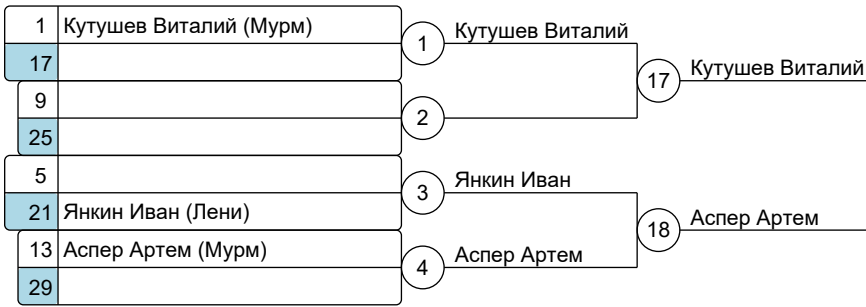 1 Кутушев Виталий (Мурм)
17
9
25
5
21 Янкин Иван (Лени)
13 Аспер Артем (Мурм)
29
1 Кутушев Виталий
2
3 Янкин Иван
4 Аспер Артем
17 Кутушев Виталий
18 Аспер Артем